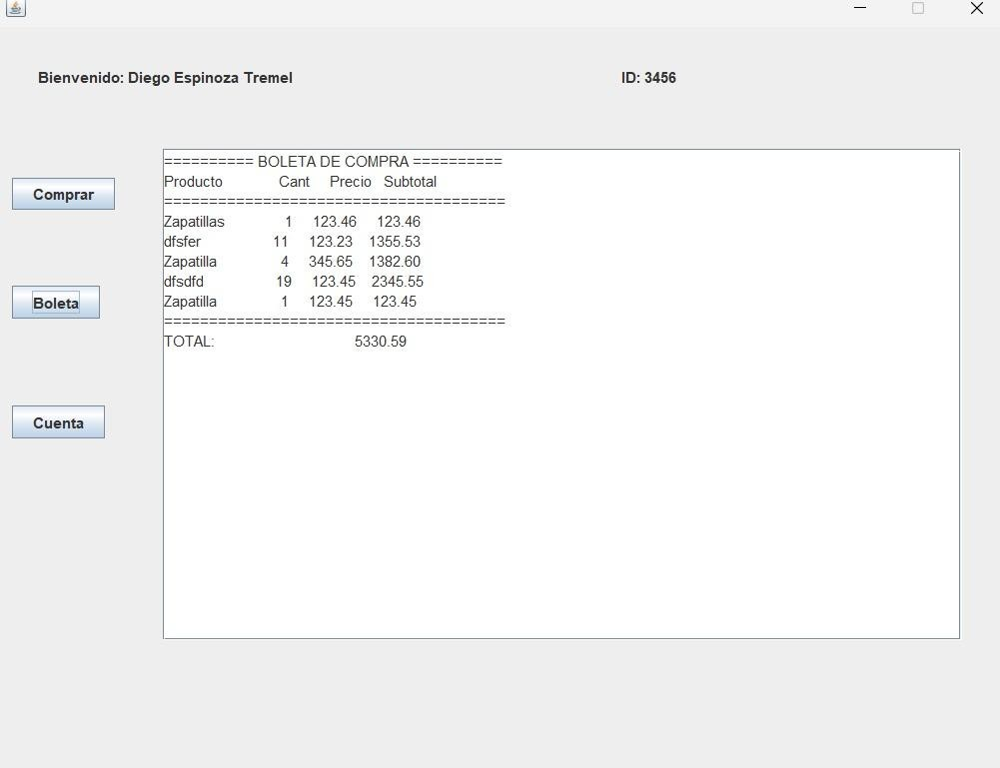 Bienvenido: Diego Espinoza Tremel ID: 3456
========== BOLETA DE COMPRA ==========
Producto Cant Precio Subtotal
======================================
Zapatillas 1 123.46 123.46
Comprar
dfsfer 11 123.23 1355.53
Zapatilla 4 345.65 1382.60
dfsdfd 19 123.45 2345.55
Zapatilla 1 123.45 123.45
Boleta
======================================
TOTAL: 5330.59
Cuenta